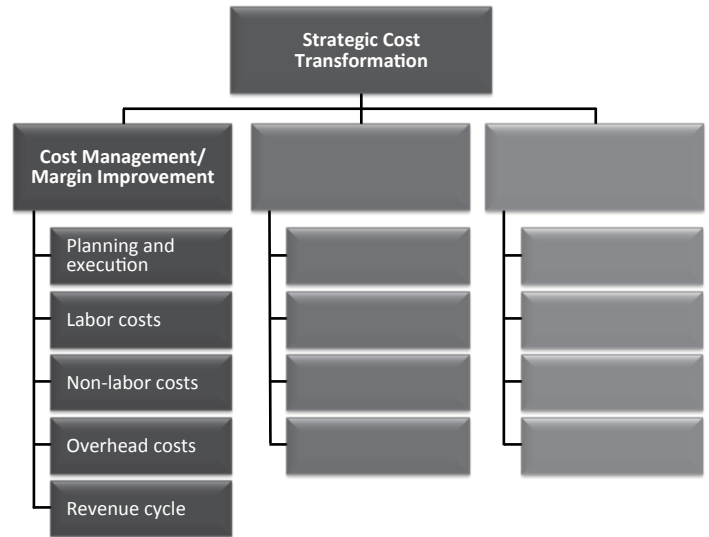 Strategic Cost
Transformation
Cost Management/
Margin Improvement
Planning and
execution
Labor costs
Non-labor costs
Overhead costs
Revenue cycle